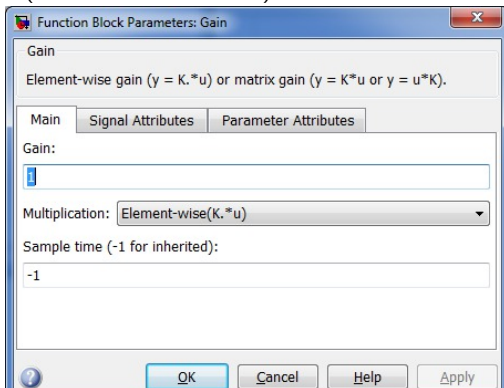 Function Block Parameters: Gain
Gain
Element-wise gain (y = K.*u) or matrix gain (y = K*u or y = u*K).
Main Signal Attributes Parameter Attributes
Gain:
1
Multiplication: Element-wise(K.*u)
Sample time (-1 for inherited):
-1
OK Cancel Help Apply